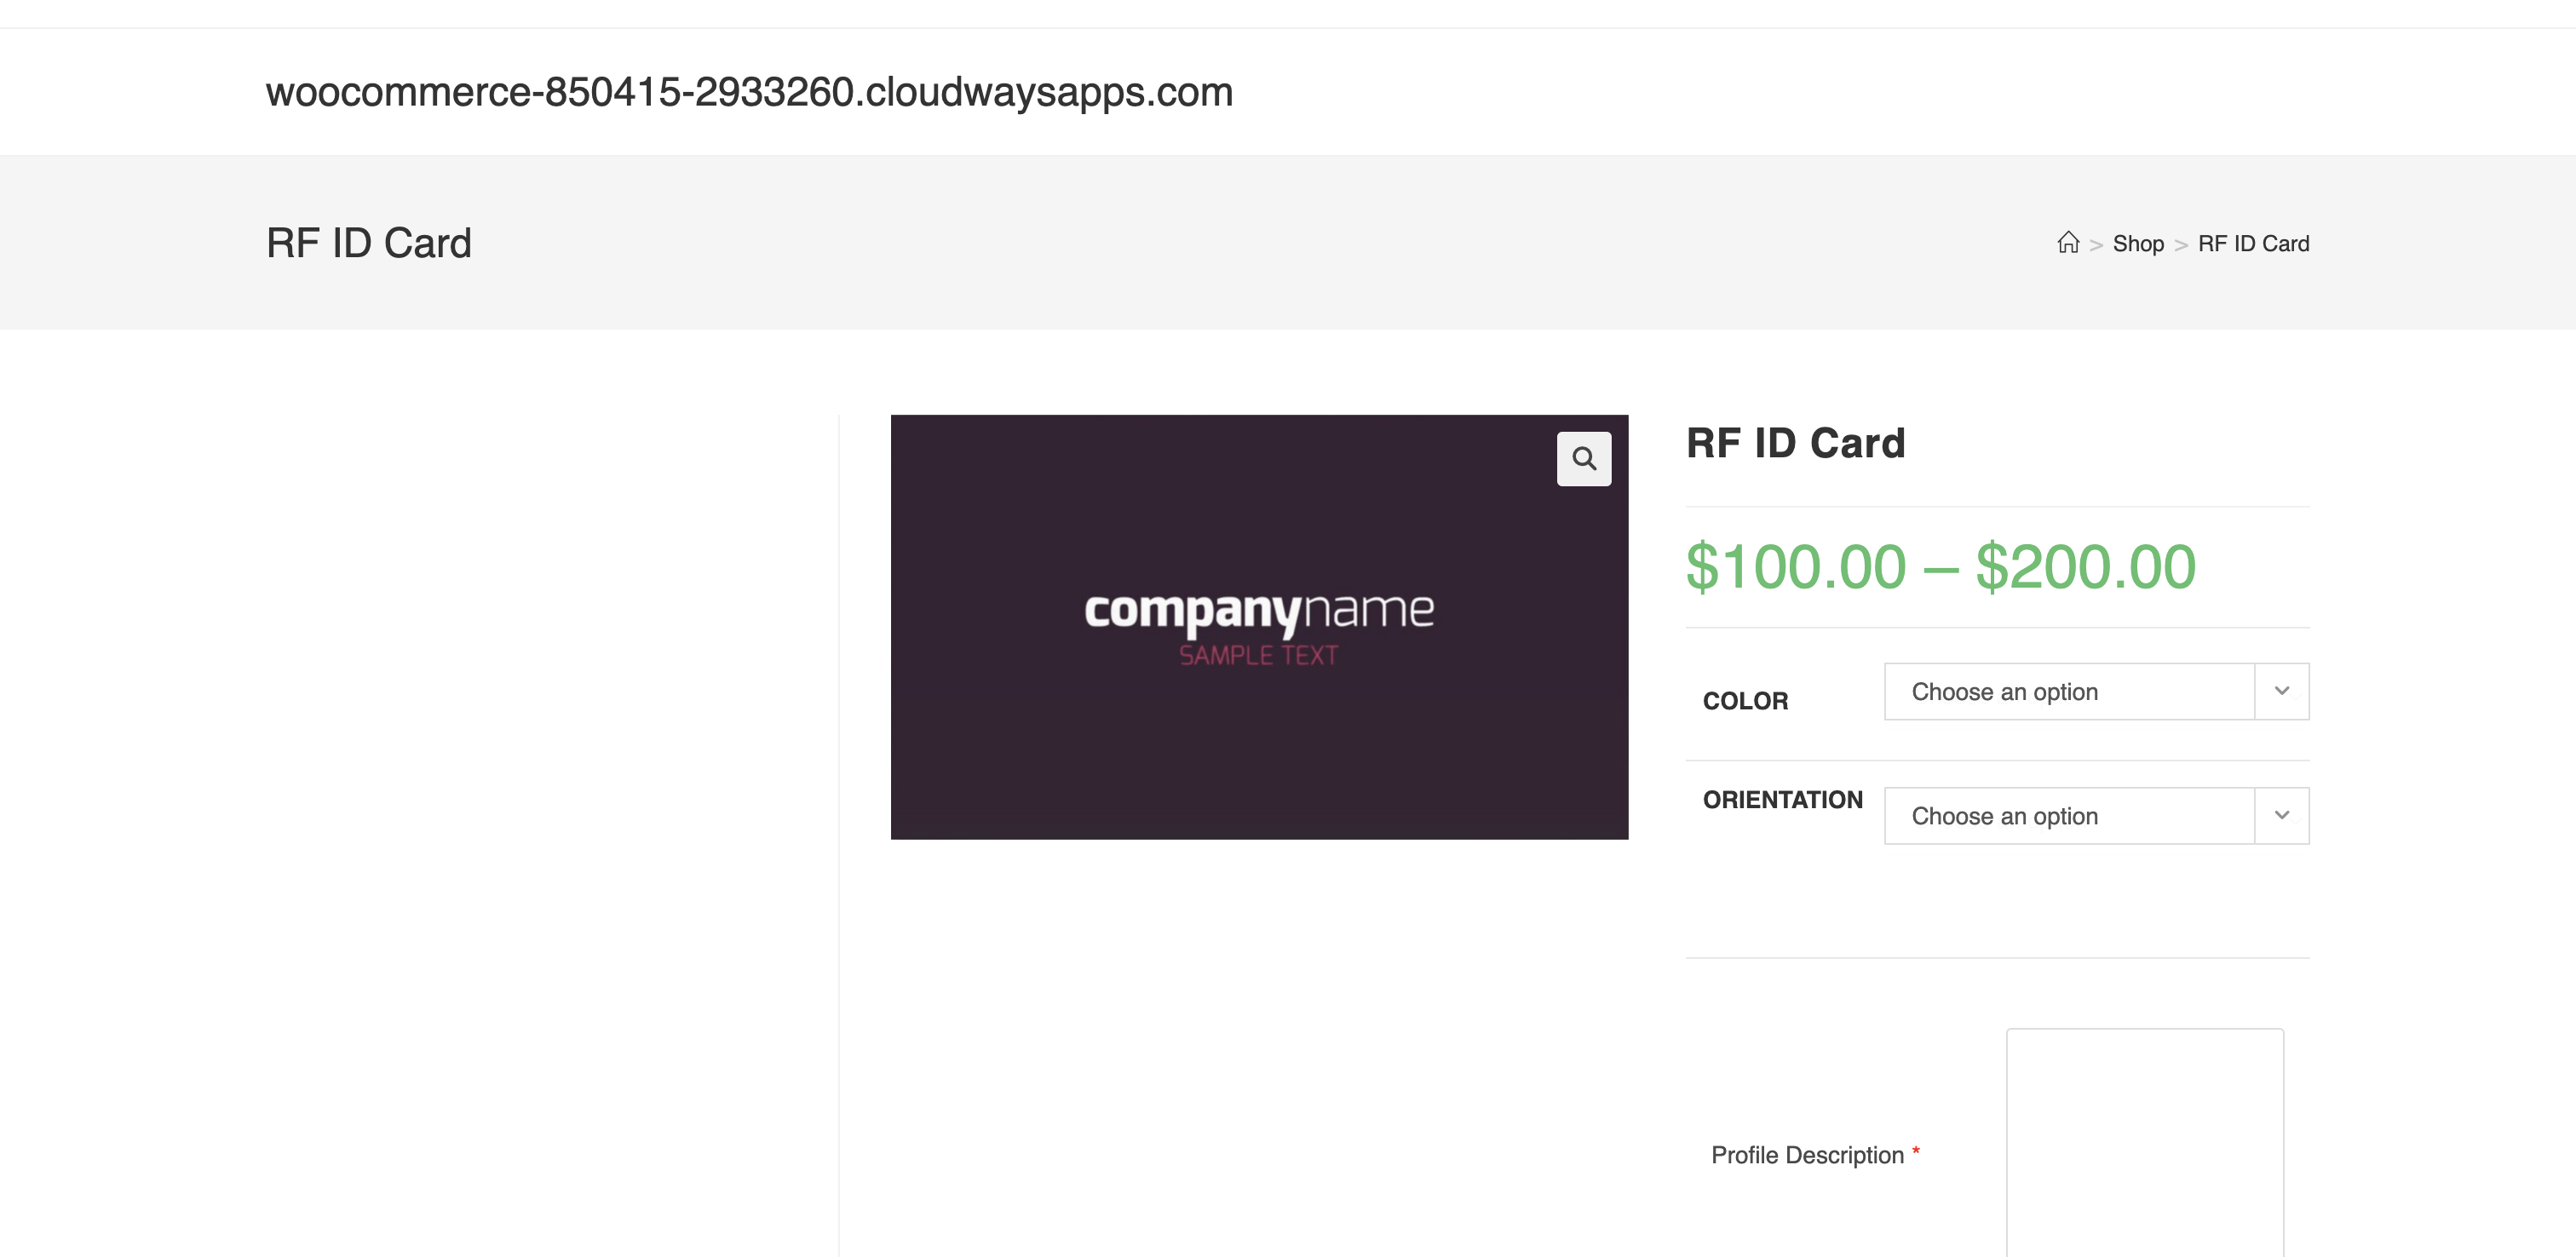 woocommerce-850415-2933260.cloudwaysapps.com
RF ID Card
> Shop > RF ID Card
companyname
SAMPLE TEXT
RF ID Card
$100.00 – $200.00
COLOR Choose an option
ORIENTATION Choose an option
Profile Description *